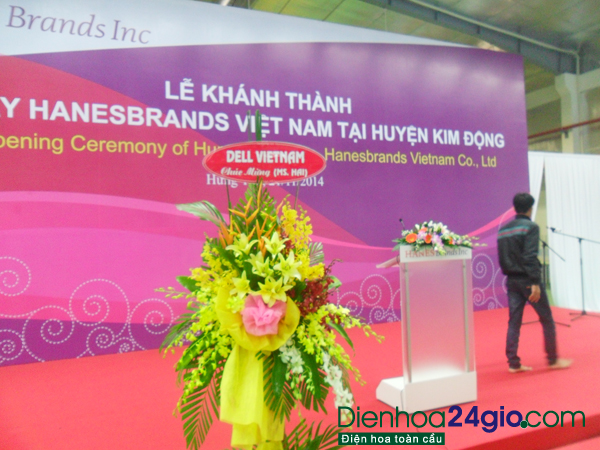 Brands Inc
LỄ KHÁNH THÀNH
HANESBRANDS VIỆT NAM TẠI HUYỆN KIM ĐỘNG
Ceremony of Hanesbrands Vietnam Co., Ltd
DELL VIETNAM
Chúc Mừng (MS. HAI)
2014
HANESBRANDS
Dienhoa24gio.com
Điện hoa toàn cầu